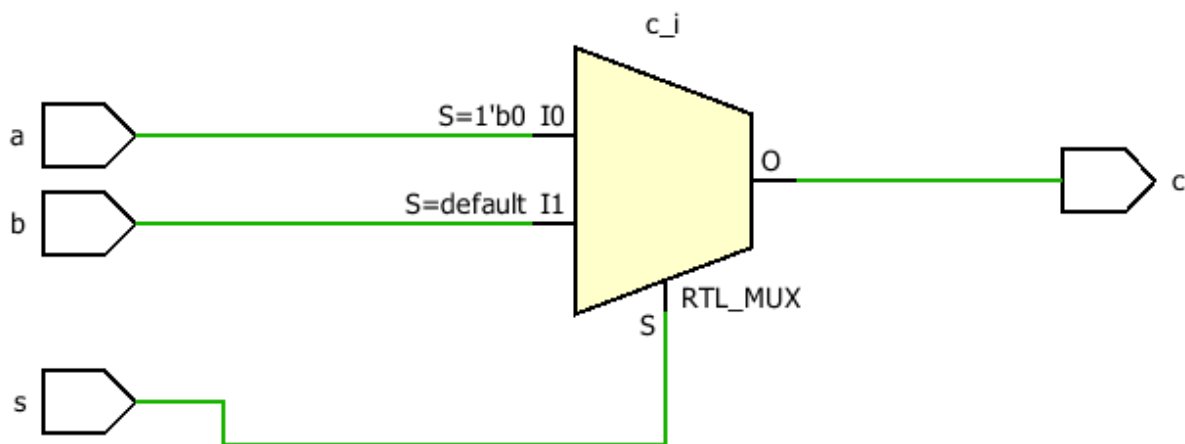 c_i
a
S=1'b0 I0
O
c
b
S=default I1
RTL_MUX
S
s